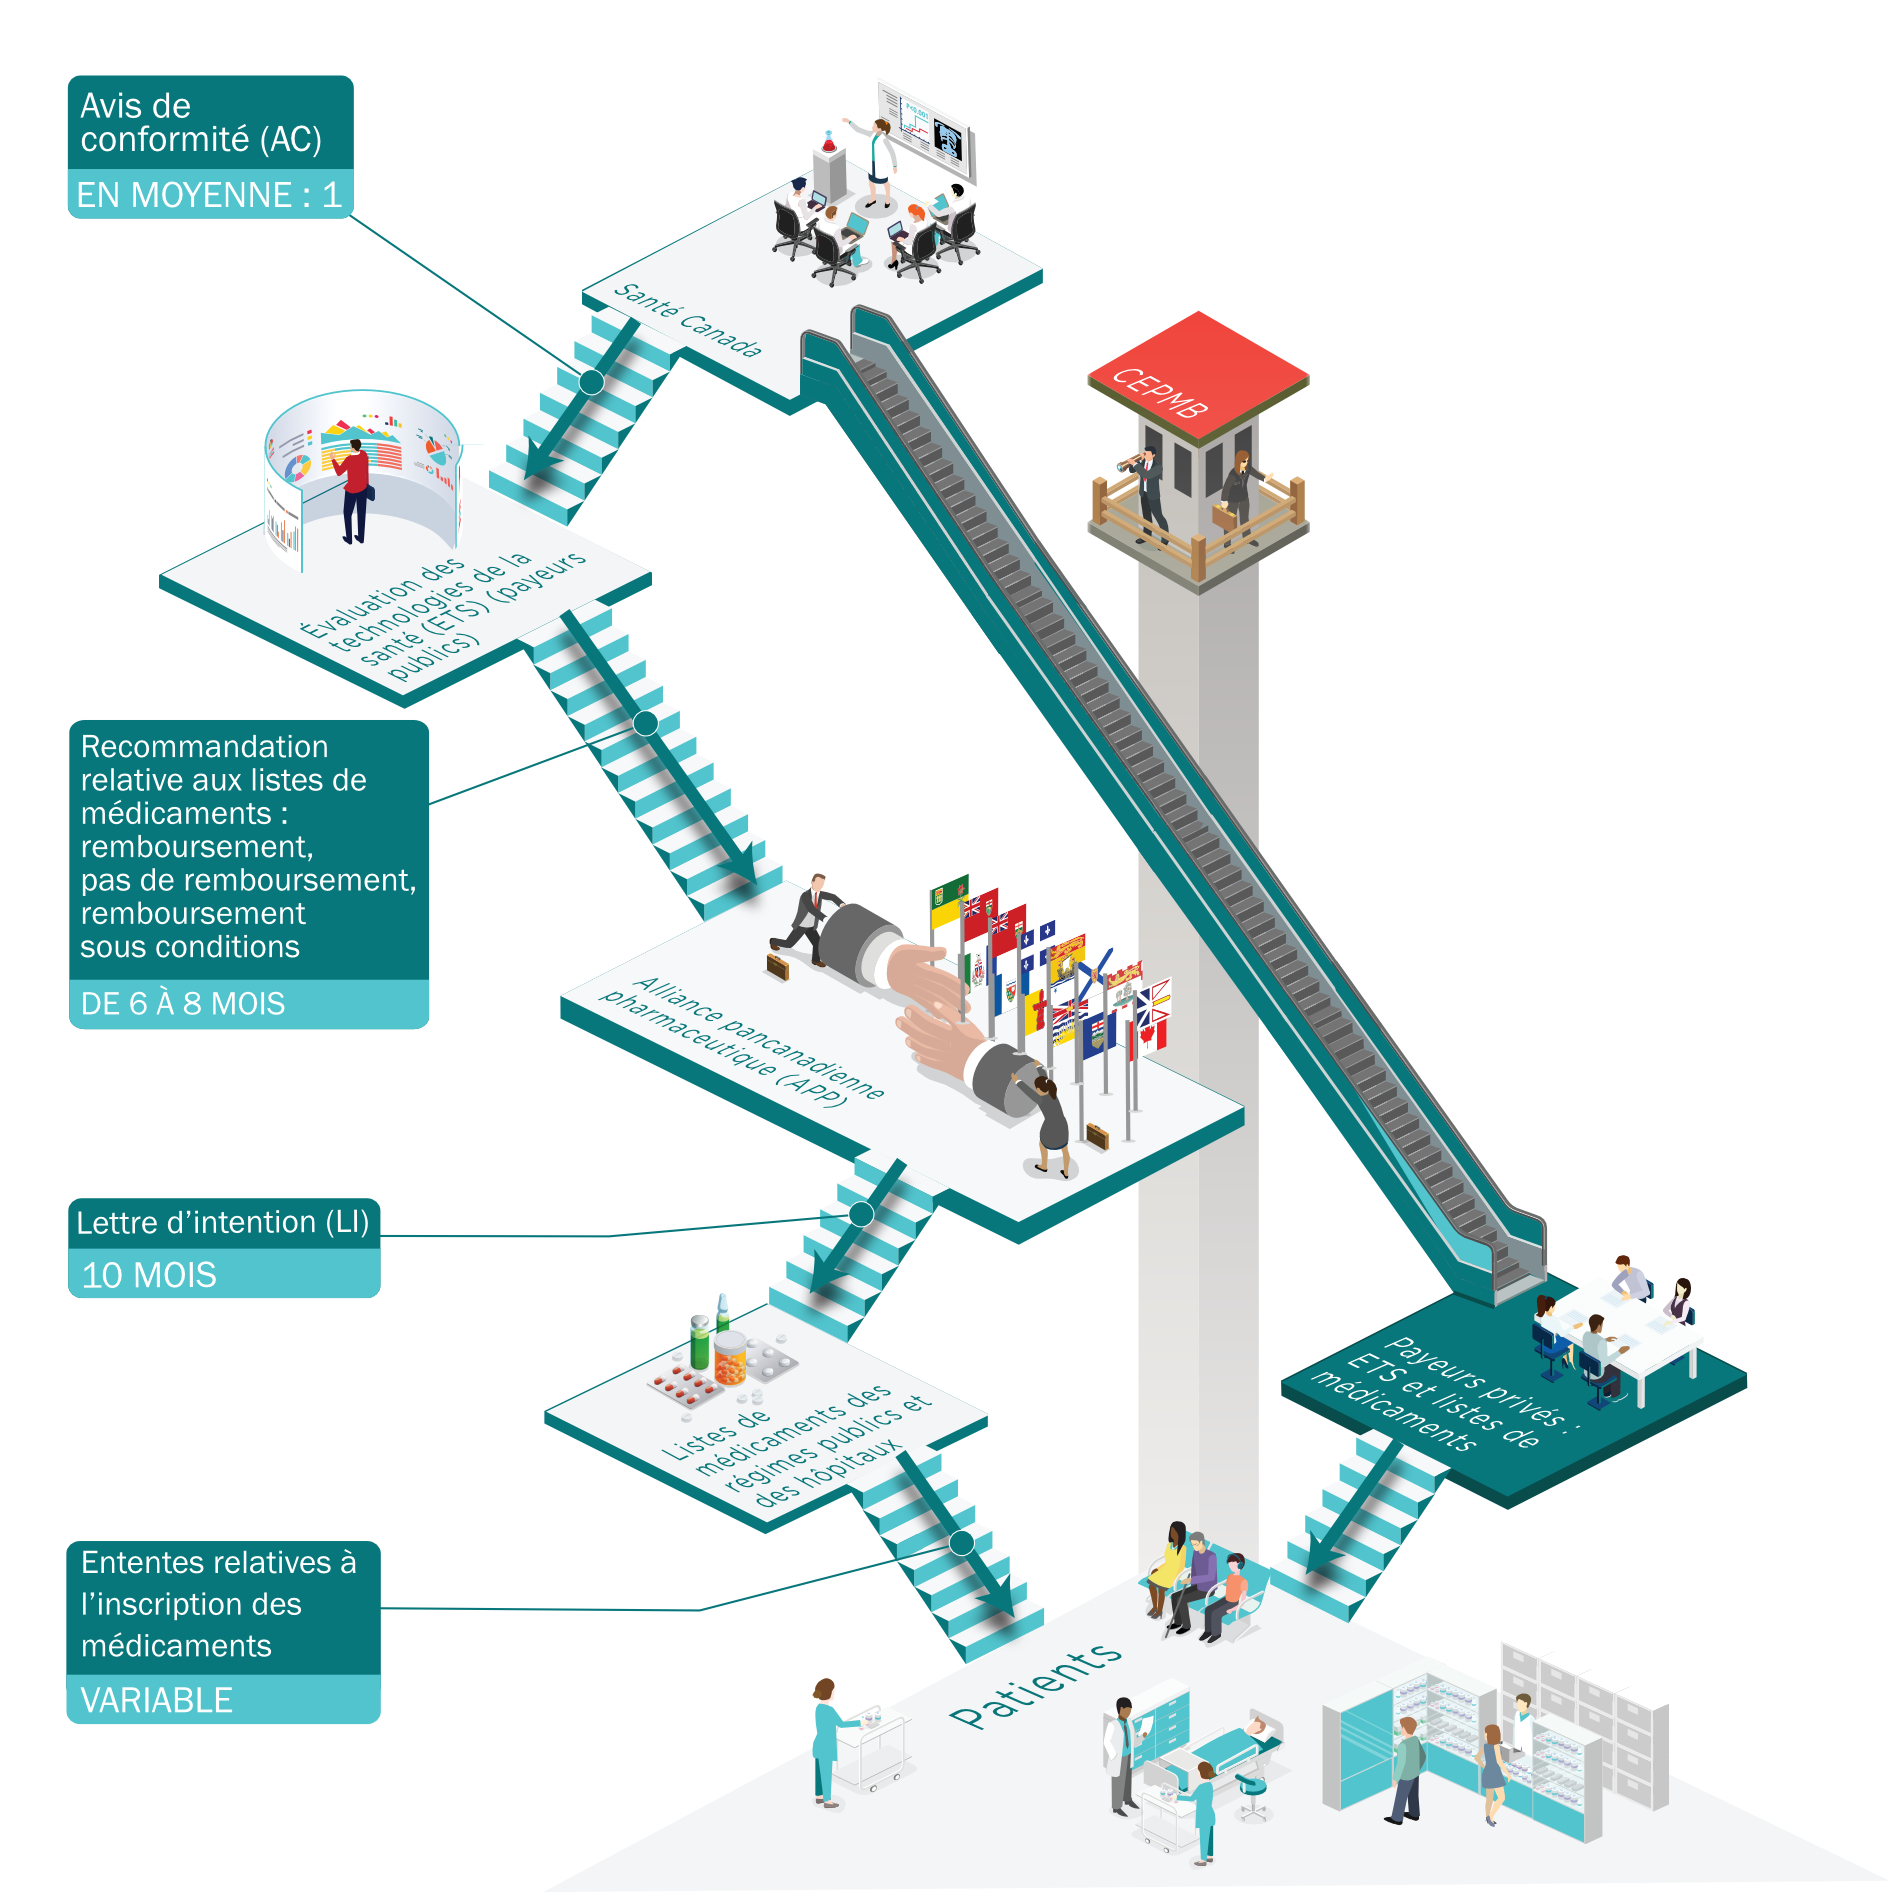 Avis de
conformité (AC)
EN MOYENNE : 1
P<0.001
Santé Canada
CEPMB
Évaluation des
technologies de la
santé (ETS) (payeurs
publics)
Recommandation
relative aux listes de
médicaments :
remboursement,
pas de remboursement,
remboursement
sous conditions
DE 6 À 8 MOIS
Alliance pancanadienne
pharmaceutique (APP)
Lettre d’intention (LI)
10 MOIS
Payeurs privés :
ETS et listes de
médicaments
Listes de
médicaments des
régimes publics et
des hôpitaux
Ententes relatives à
l’inscription des
médicaments
VARIABLE
Patients